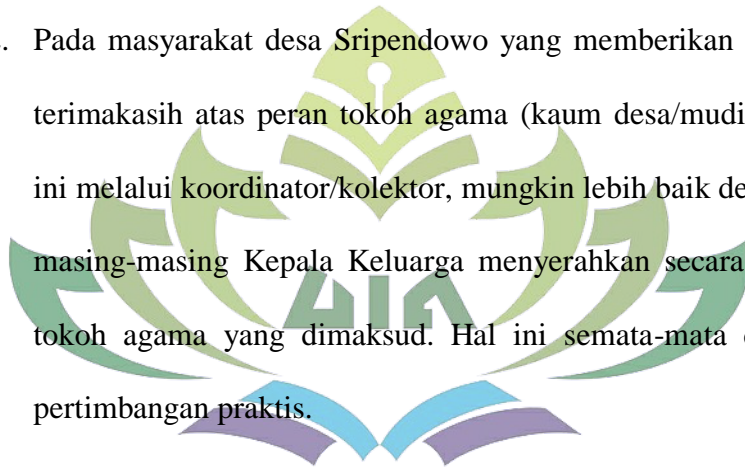 . Pada masyarakat desa Sripendowo yang memberikan
terimakasih atas peran tokoh agama (kaum desa/mudi
ini melalui koordinator/kolektor, mungkin lebih baik de
masing-masing Kepala Keluarga menyerahkan secara
tokoh agama yang dimaksud. Hal ini semata-mata
pertimbangan praktis.
UIN